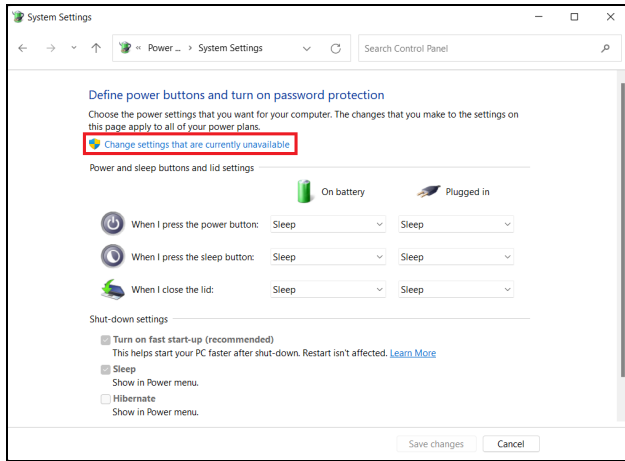 System Settings
« Power ... › System Settings
Search Control Panel
Define power buttons and turn on password protection
Choose the power settings that you want for your computer. The changes that you make to the settings on
this page apply to all of your power plans.
Change settings that are currently unavailable
Power and sleep buttons and lid settings
On battery Plugged in
When I press the power button: Sleep Sleep
When I press the sleep button: Sleep Sleep
When I close the lid: Sleep Sleep
Shut-down settings
Turn on fast start-up (recommended)
This helps start your PC faster after shut-down. Restart isn't affected. Learn More
Sleep
Show in Power menu.
Hibernate
Show in Power menu.
Save changes Cancel